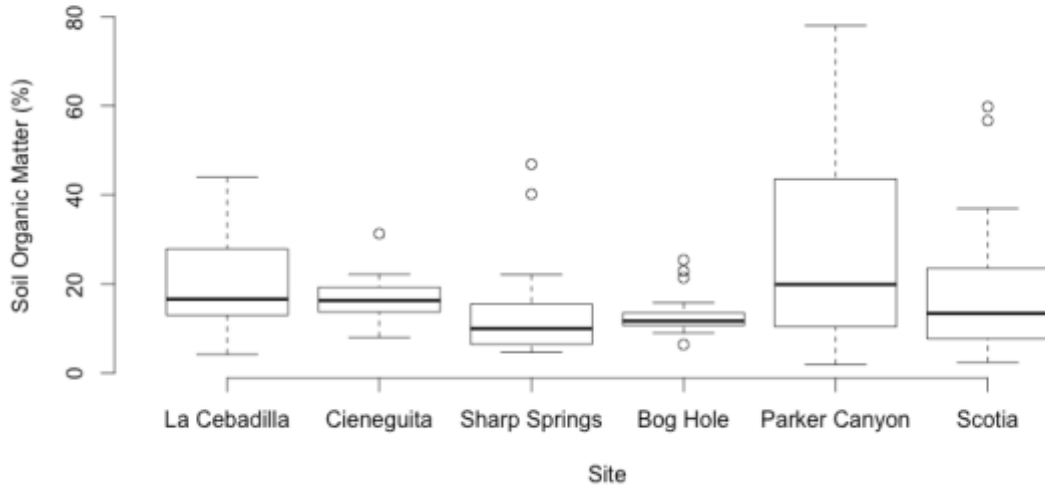 Soil Organic Matter (%)
80
60
40
20
0
La Cebadilla Cieneguita Sharp Springs Bog Hole Parker Canyon Scotia
Site